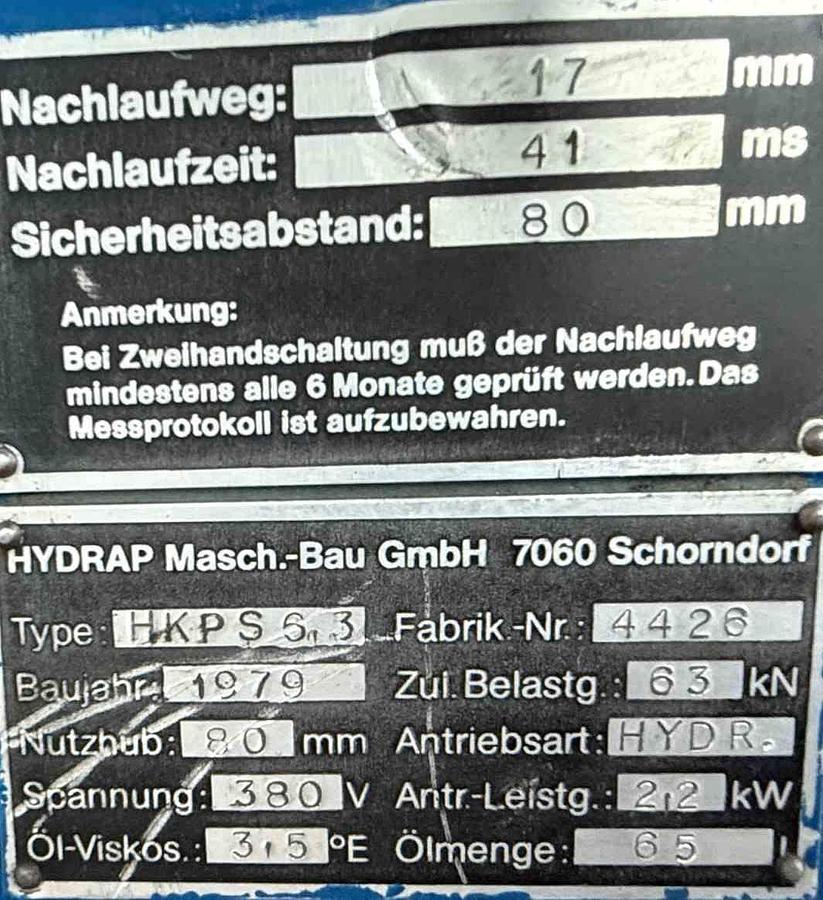 Nachlaufweg: 17 mm
Nachlaufzeit: 41 ms
Sicherheitsabstand: 80 mm
Anmerkung:
Bei Zweihandschaltung muß der Nachlaufweg
mindestens alle 6 Monate geprüft werden. Das
Messprotokoll ist aufzubewahren.
HYDRAP Masch.-Bau GmbH 7060 Schorndorf
Type: HKPS 6,3 Fabrik.-Nr.: 4426
Baujahr: 1979 Zul. Belastg.: 63 kN
Nutzhub: 80 mm Antriebsart: HYDR.
Spannung: 380 V Antr.-Leistg.: 2,2 kW
Öl-Viskos.: 3,5 °E Ölmenge: 65 l